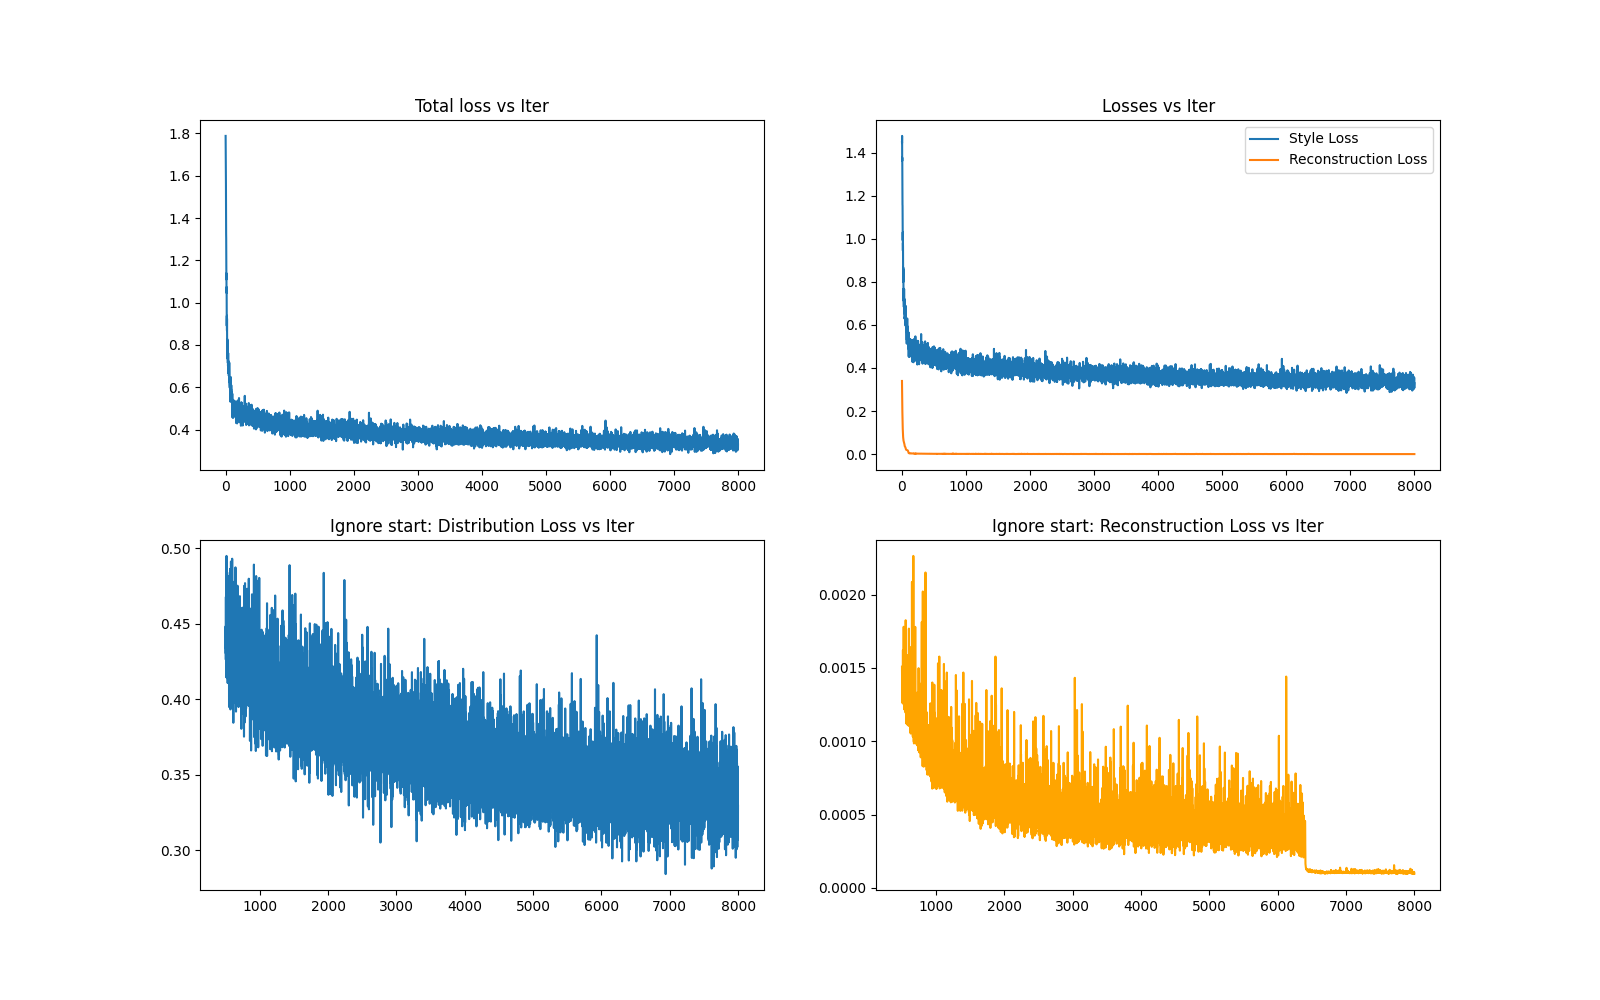 Total loss vs Iter
1.8
1.6
1.4
1.2
1.0
0.8
0.6
0.4
0 1000 2000 3000 4000 5000 6000 7000 8000
Losses vs Iter
Style Loss
Reconstruction Loss
1.4
1.2
1.0
0.8
0.6
0.4
0.2
0.0
0 1000 2000 3000 4000 5000 6000 7000 8000
Ignore start: Distribution Loss vs Iter
0.50
0.45
0.40
0.35
0.30
1000 2000 3000 4000 5000 6000 7000 8000
Ignore start: Reconstruction Loss vs Iter
0.0020
0.0015
0.0010
0.0005
0.0000
1000 2000 3000 4000 5000 6000 7000 8000